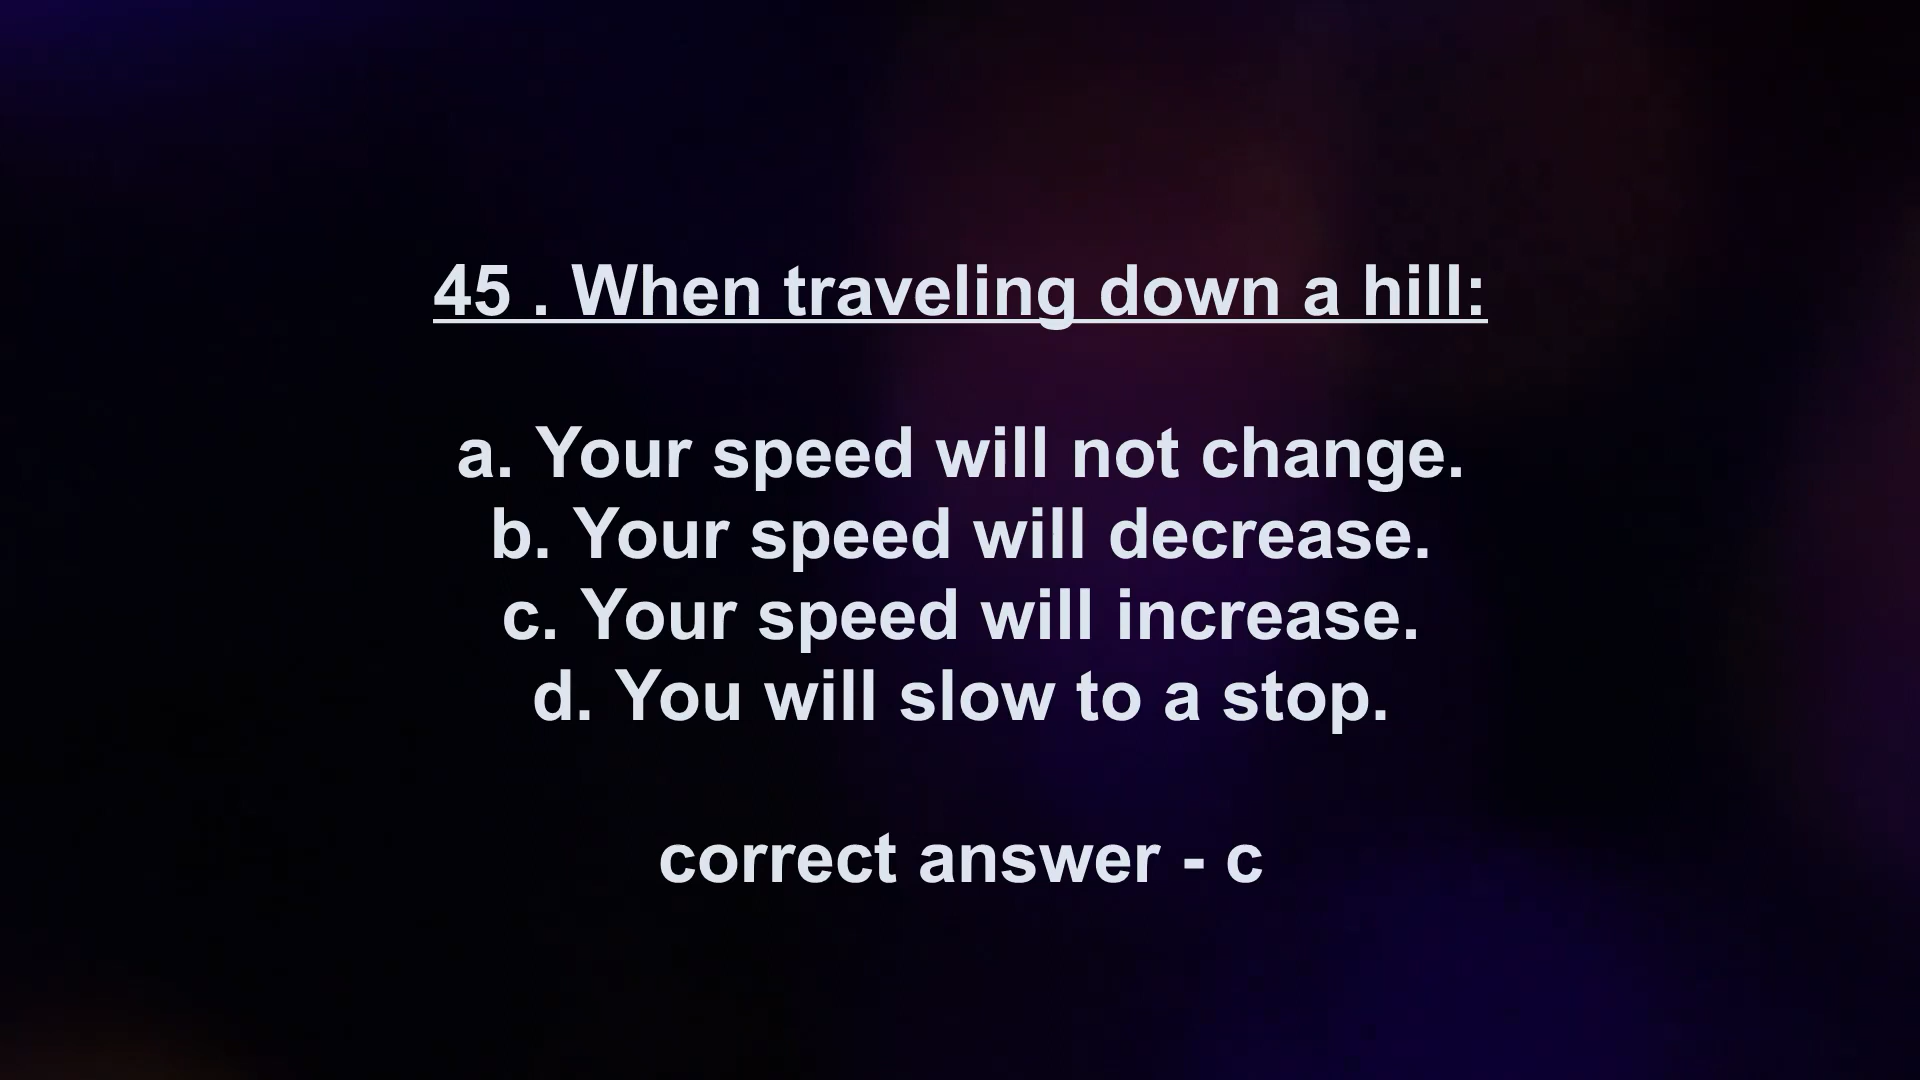 45 . When traveling down a hill:
a. Your speed will not change.
b. Your speed will decrease.
c. Your speed will increase.
d. You will slow to a stop.
correct answer - c